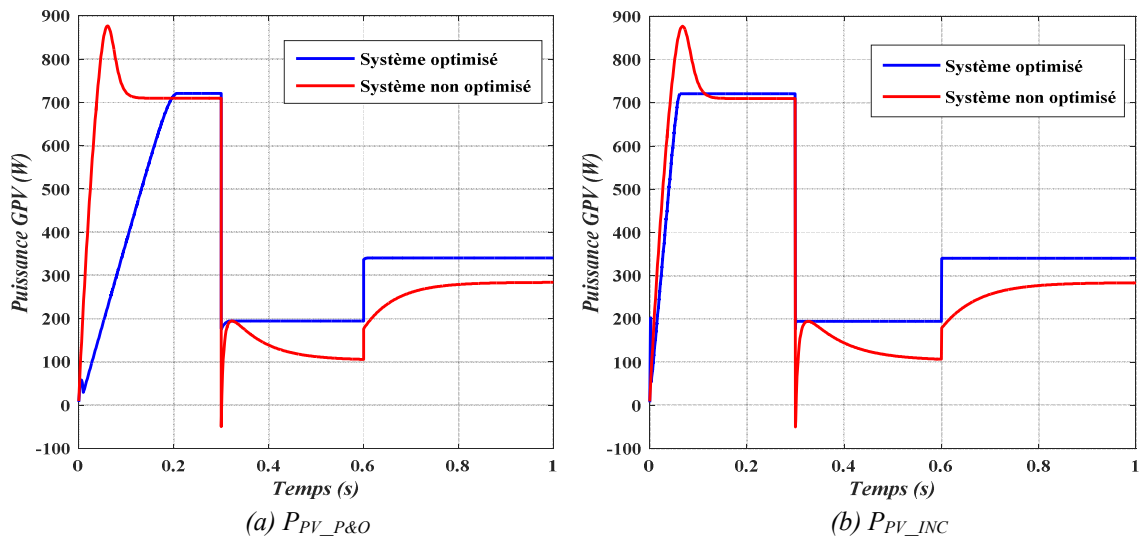 900
800
700
600
500
400
300
200
100
0
-100
Puissance GPV (W)
Système optimisé
Système non optimisé
0 0.2 0.4 0.6 0.8 1
Temps (s)
(a) PPV_P&O
900
800
700
600
500
400
300
200
100
0
-100
Puissance GPV (W)
Système optimisé
Système non optimisé
0 0.2 0.4 0.6 0.8 1
Temps (s)
(b) PPV_INC